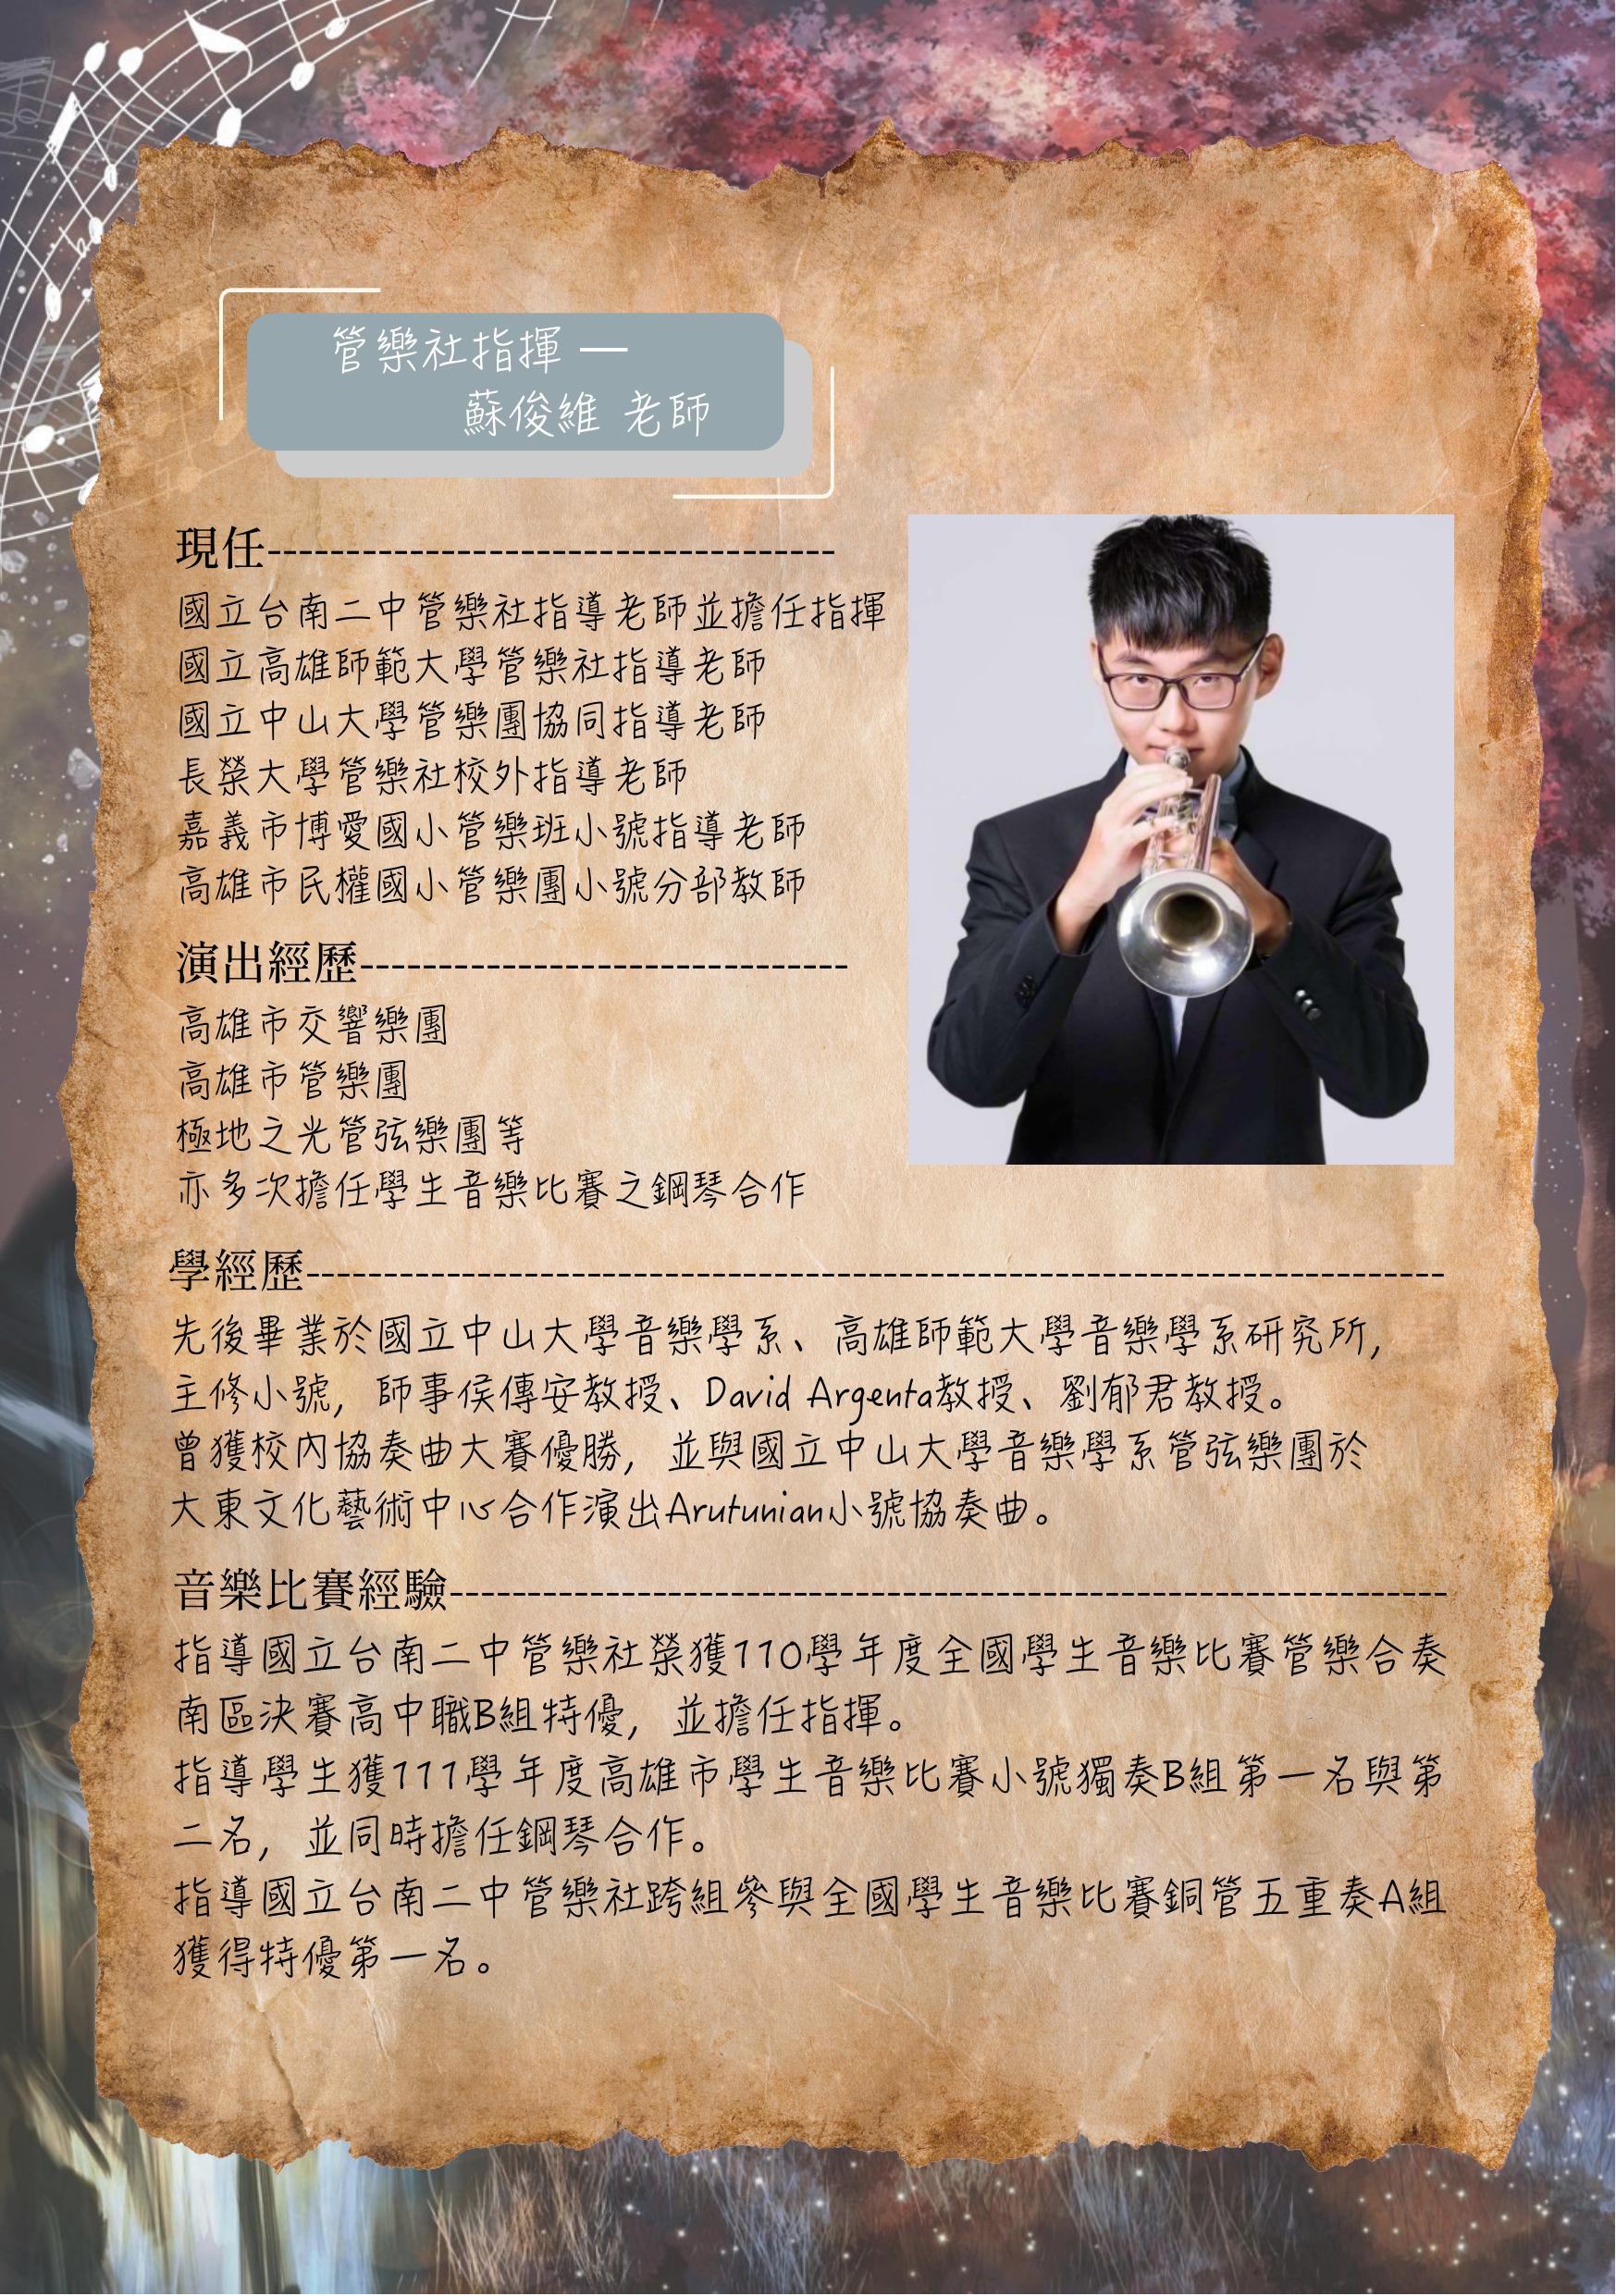 管樂社指揮 —
蘇俊維 老師
現任------------------------------------
國立台南二中管樂社指導老師並擔任指揮
國立高雄師範大學管樂社指導老師
國立中山大學管樂團協同指導老師
長榮大學管樂社校外指導老師
嘉義市博愛國小管樂班小號指導老師
高雄市民權國小管樂團小號分部教師
演出經歷-------------------------------
高雄市交響樂團
高雄市管樂團
極地之光管弦樂團等
亦多次擔任學生音樂比賽之鋼琴合作
學經歷-------------------------------------------------------------------------
先後畢業於國立中山大學音樂學系、高雄師範大學音樂學系研究所，
主修小號，師事侯傳安教授、David Argenta教授、劉郁君教授。
曾獲校內協奏曲大賽優勝，並與國立中山大學音樂學系管弦樂團於
大東文化藝術中心合作演出Arutunian小號協奏曲。
音樂比賽經驗----------------------------------------------------------------
指導國立台南二中管樂社榮獲110學年度全國學生音樂比賽管樂合奏
南區決賽高中職B組特優，並擔任指揮。
指導學生獲111學年度高雄市學生音樂比賽小號獨奏B組第一名與第
二名，並同時擔任鋼琴合作。
指導國立台南二中管樂社跨組參與全國學生音樂比賽銅管五重奏A組
獲得特優第一名。